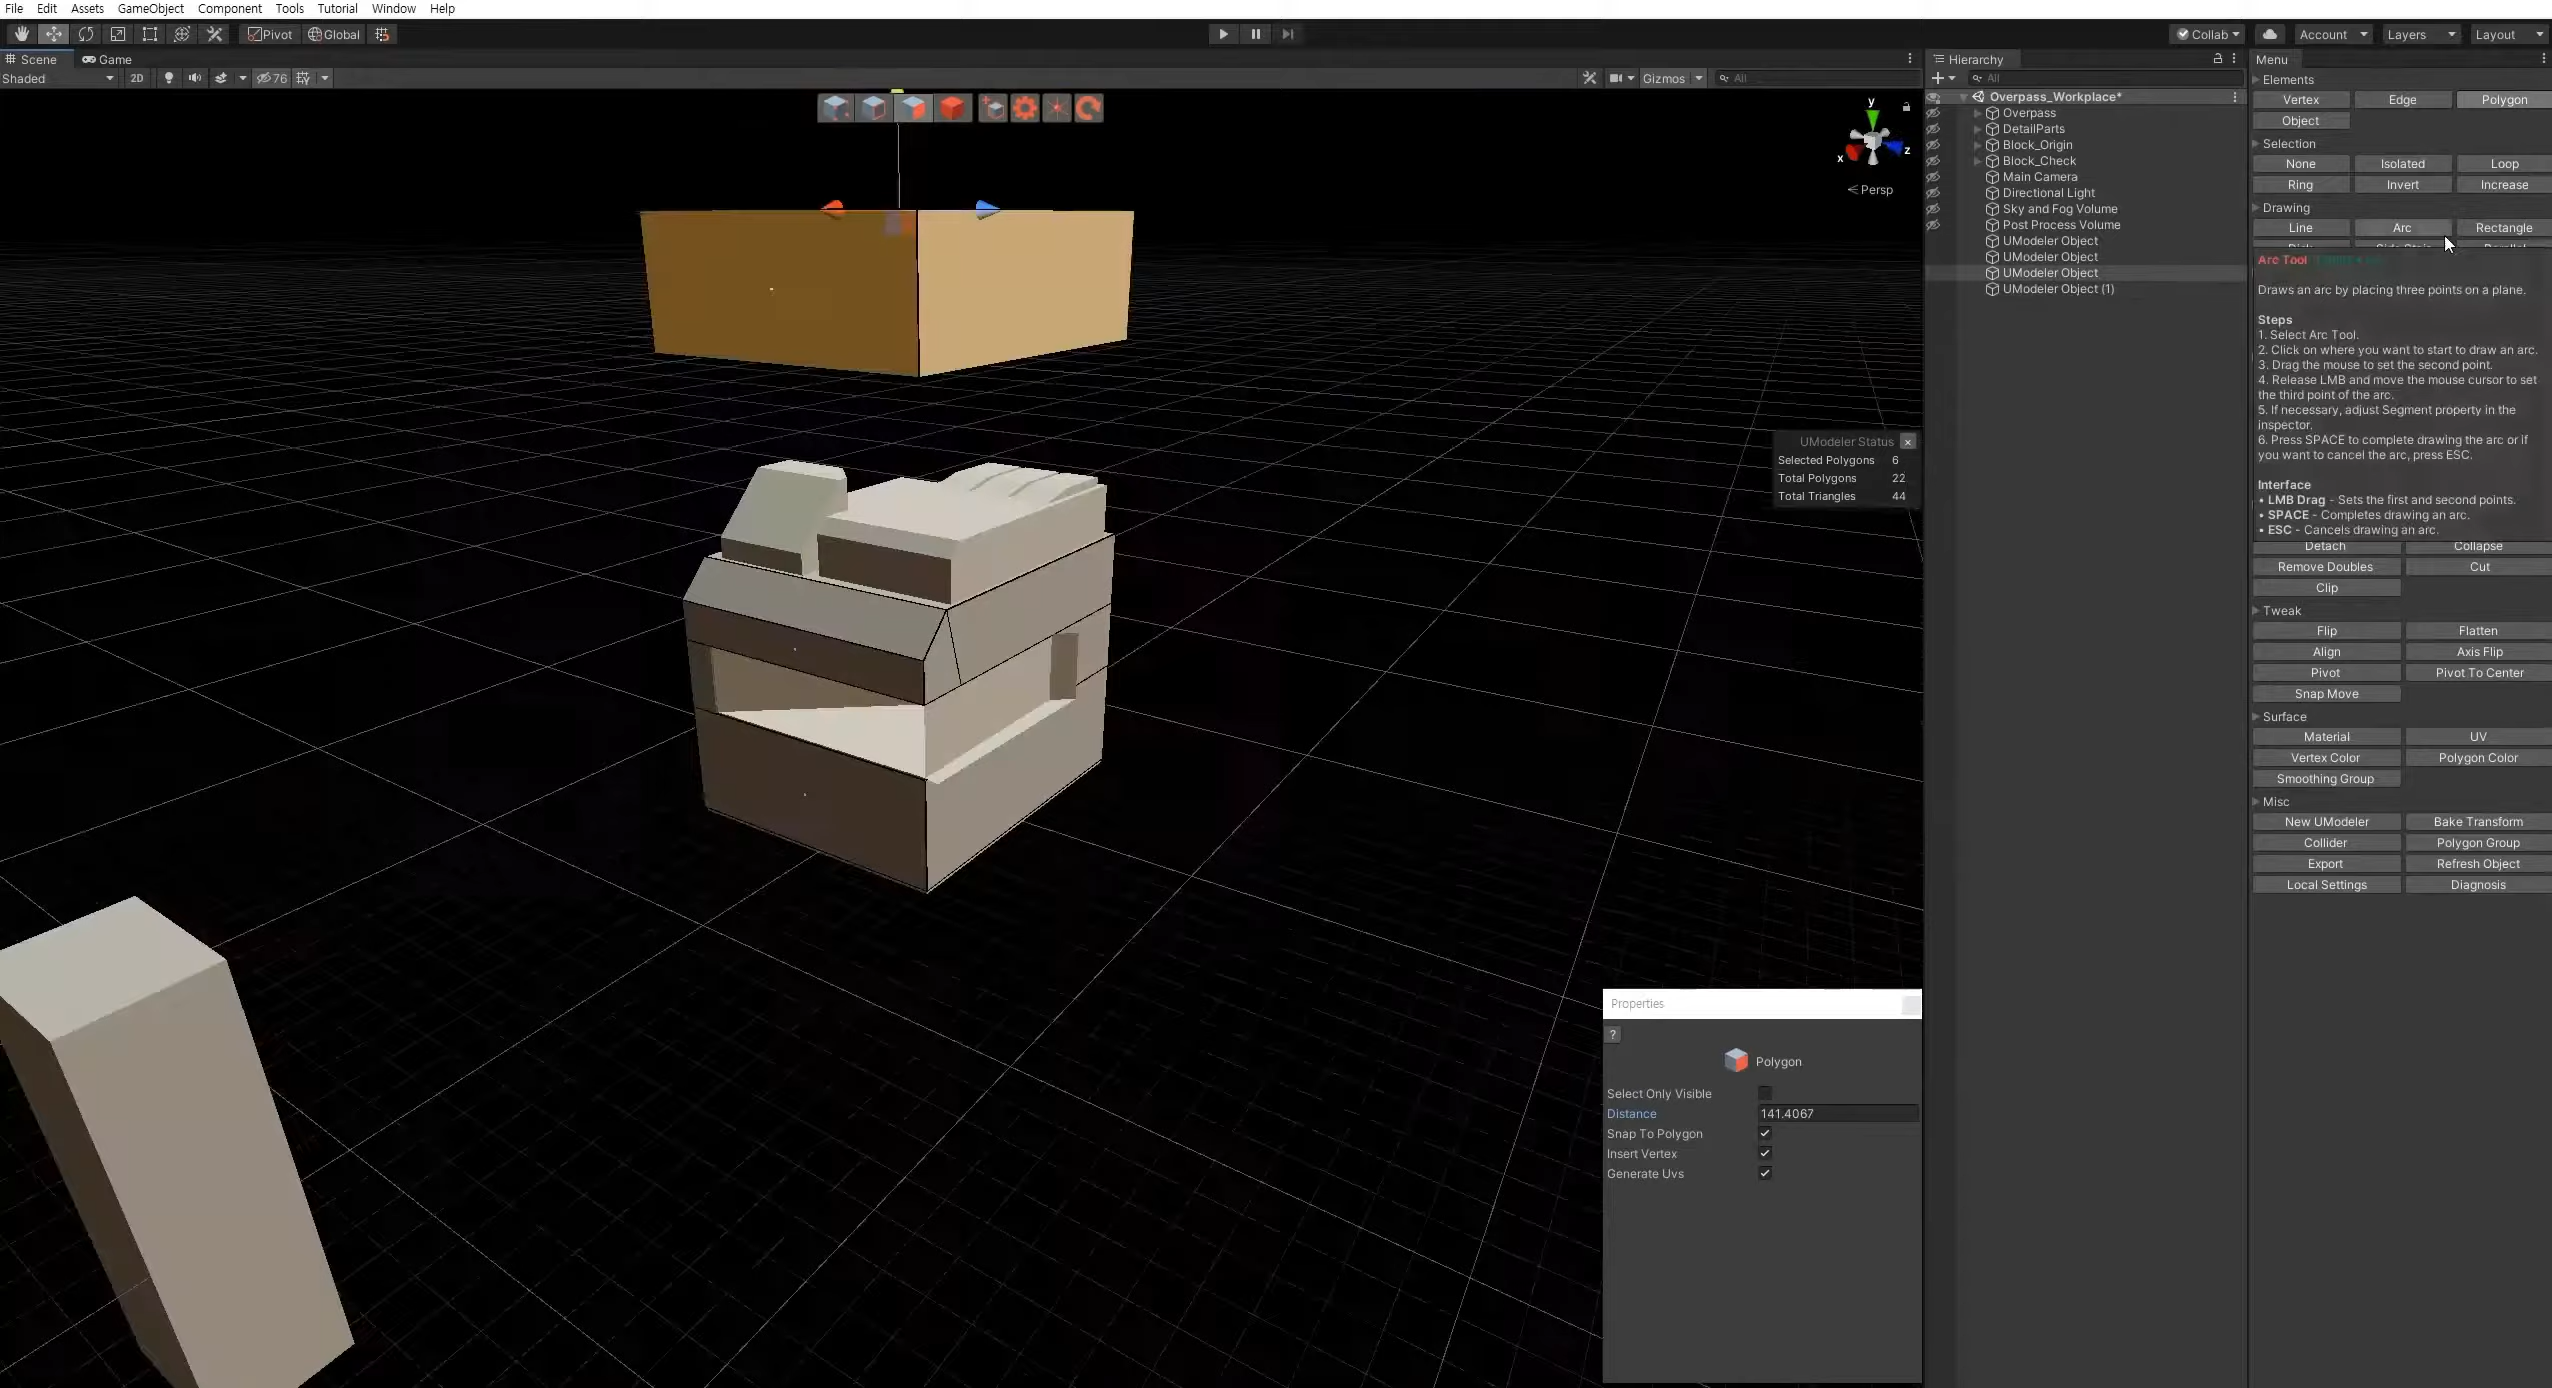 File Edit Assets GameObject Component Tools Tutorial Window Help
Pivot Global Collab Account Layers Layout
Scene Game
Shaded 2D 76 Gizmos All
y
x z
Persp
UModeler Status
Selected Polygons 6
Total Polygons 22
Total Triangles 44
Properties
?
Polygon
Select Only Visible
Distance 141.4067
Snap To Polygon
Insert Vertex
Generate Uvs
Hierarchy
All
Overpass_Workplace*
Overpass
DetailParts
Block_Origin
Block_Check
Main Camera
Directional Light
Sky and Fog Volume
Post Process Volume
UModeler Object
UModeler Object
UModeler Object
UModeler Object (1)
Menu
Elements
Vertex Edge Polygon
Object
Selection
None Isolated Loop
Ring Invert Increase
Drawing
Line Arc Rectangle
Arc Tool
Draws an arc by placing three points on a plane.
Steps
1. Select Arc Tool.
2. Click on where you want to start to draw an arc.
3. Drag the mouse to set the second point.
4. Release LMB and move the mouse cursor to set
the third point of the arc.
5. If necessary, adjust Segment property in the
inspector.
6. Press SPACE to complete drawing the arc or if
you want to cancel the arc, press ESC.
Interface
• LMB Drag - Sets the first and second points.
• SPACE - Completes drawing an arc.
• ESC - Cancels drawing an arc.
Detach Collapse
Remove Doubles Cut
Clip
Tweak
Flip Flatten
Align Axis Flip
Pivot Pivot To Center
Snap Move
Surface
Material UV
Vertex Color Polygon Color
Smoothing Group
Misc
New UModeler Bake Transform
Collider Polygon Group
Export Refresh Object
Local Settings Diagnosis